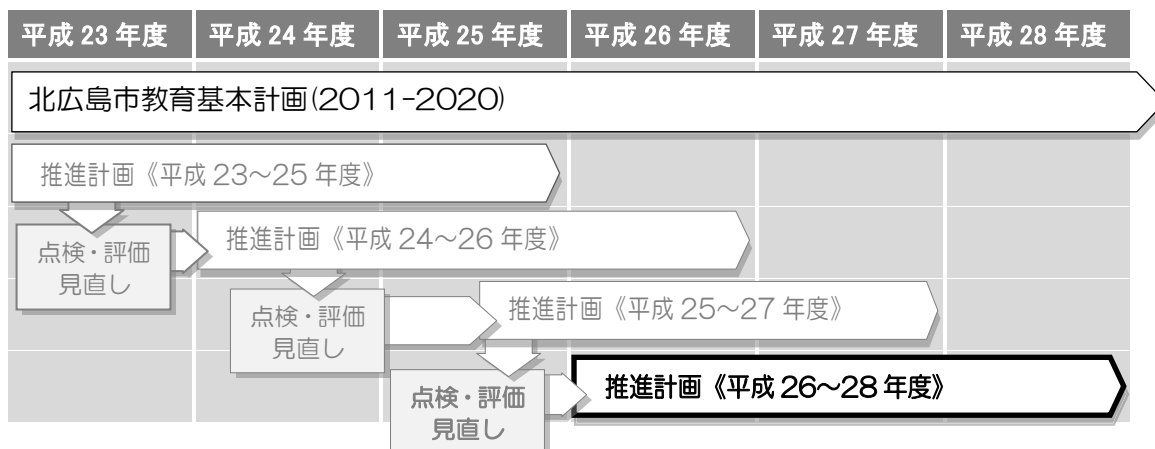 平成 23 年度
平成 24 年度
平成 25 年度
平成 26 年度
平成 27 年度
平成 28 年度
北広島市教育基本計画(2011-2020)
推進計画《平成 23～25 年度》
点検・評価
見直し
推進計画《平成 24～26 年度》
点検・評価
見直し
推進計画《平成 25～27 年度》
点検・評価
見直し
推進計画《平成 26～28 年度》